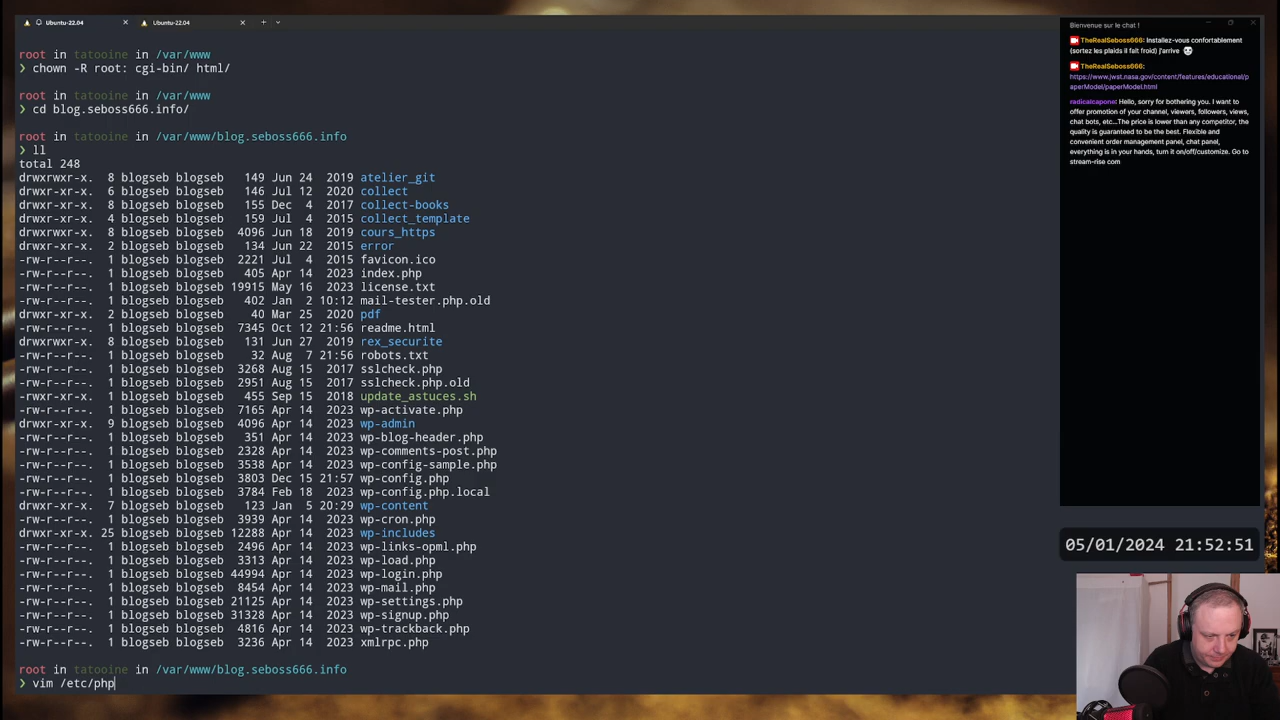 Ubuntu-22.04
Ubuntu-22.04
root in tatooine in /var/www
❯ chown -R root: cgi-bin/ html/
root in tatooine in /var/www
❯ cd blog.seboss666.info/
root in tatooine in /var/www/blog.seboss666.info
❯ ll
total 248
drwxrwxr-x. 8 blogseb blogseb 149 Jun 24 2019 atelier_git
drwxr-xr-x. 6 blogseb blogseb 146 Jul 12 2020 collect
drwxr-xr-x. 8 blogseb blogseb 155 Dec 4 2017 collect-books
drwxr-xr-x. 4 blogseb blogseb 159 Jul 4 2015 collect_template
drwxrwxr-x. 8 blogseb blogseb 4096 Jun 18 2019 cours_https
drwxr-xr-x. 2 blogseb blogseb 134 Jun 22 2015 error
-rw-r--r--. 1 blogseb blogseb 2221 Jul 4 2015 favicon.ico
-rw-r--r--. 1 blogseb blogseb 405 Apr 14 2023 index.php
-rw-r--r--. 1 blogseb blogseb 19915 May 16 2023 license.txt
-rw-r--r--. 1 blogseb blogseb 402 Jan 2 10:12 mail-tester.php.old
drwxr-xr-x. 2 blogseb blogseb 40 Mar 25 2020 pdf
-rw-r--r--. 1 blogseb blogseb 7345 Oct 12 21:56 readme.html
drwxrwxr-x. 8 blogseb blogseb 131 Jun 27 2019 rex_securite
-rw-r--r--. 1 blogseb blogseb 32 Aug 7 21:56 robots.txt
-rw-r--r--. 1 blogseb blogseb 3268 Aug 15 2017 sslcheck.php
-rw-r--r--. 1 blogseb blogseb 2951 Aug 15 2017 sslcheck.php.old
-rw-r--r--. 1 blogseb blogseb 455 Sep 15 2018 update_astuces.sh
-rw-r--r--. 1 blogseb blogseb 7165 Apr 14 2023 wp-activate.php
drwxr-xr-x. 9 blogseb blogseb 4096 Apr 14 2023 wp-admin
-rw-r--r--. 1 blogseb blogseb 351 Apr 14 2023 wp-blog-header.php
-rw-r--r--. 1 blogseb blogseb 2328 Apr 14 2023 wp-comments-post.php
-rw-r--r--. 1 blogseb blogseb 3538 Apr 14 2023 wp-config-sample.php
-rw-r--r--. 1 blogseb blogseb 3803 Dec 15 21:57 wp-config.php
-rw-r--r--. 1 blogseb blogseb 3784 Feb 18 2023 wp-config.php.local
drwxr-xr-x. 7 blogseb blogseb 123 Jan 5 20:29 wp-content
-rw-r--r--. 1 blogseb blogseb 3939 Apr 14 2023 wp-cron.php
drwxr-xr-x. 25 blogseb blogseb 12288 Apr 14 2023 wp-includes
-rw-r--r--. 1 blogseb blogseb 2496 Apr 14 2023 wp-links-opml.php
-rw-r--r--. 1 blogseb blogseb 3313 Apr 14 2023 wp-load.php
-rw-r--r--. 1 blogseb blogseb 44994 Apr 14 2023 wp-login.php
-rw-r--r--. 1 blogseb blogseb 8454 Apr 14 2023 wp-mail.php
-rw-r--r--. 1 blogseb blogseb 21125 Apr 14 2023 wp-settings.php
-rw-r--r--. 1 blogseb blogseb 31328 Apr 14 2023 wp-signup.php
-rw-r--r--. 1 blogseb blogseb 4816 Apr 14 2023 wp-trackback.php
-rw-r--r--. 1 blogseb blogseb 3236 Apr 14 2023 xmlrpc.php
root in tatooine in /var/www/blog.seboss666.info
❯ vim /etc/php
Bienvenue sur le chat !
TheRealSeboss666: Installez-vous confortablement
(sortez les plaids il fait froid) j'arrive
TheRealSeboss666:
https://www.jwst.nasa.gov/content/features/educational/p
aperModel/paperModel.html
radicalcapone: Hello, sorry for bothering you. I want to
offer promotion of your channel, viewers, followers, views,
chat bots, etc...The price is lower than any competitor,
the quality is guaranteed to be the best. Flexible and
convenient order management panel, chat panel,
everything is in your hands, turn it on/off/customize. Go to
stream-rise com
05/01/2024 21:52:51